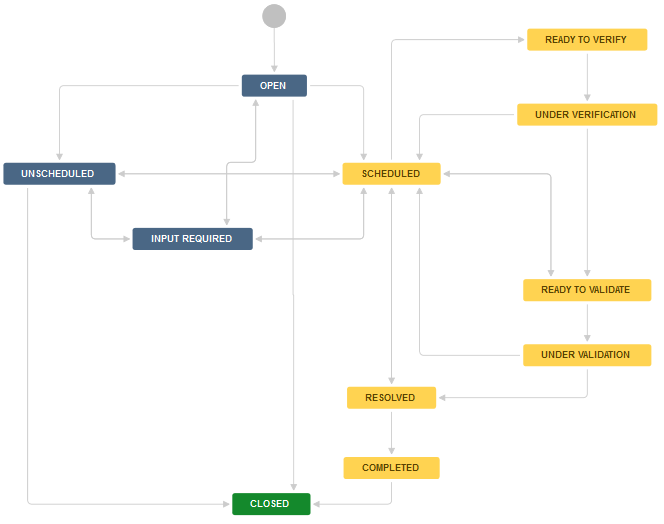 READY TO VERIFY
OPEN
UNDER VERIFICATION
UNSCHEDULED
SCHEDULED
INPUT REQUIRED
READY TO VALIDATE
UNDER VALIDATION
RESOLVED
COMPLETED
CLOSED